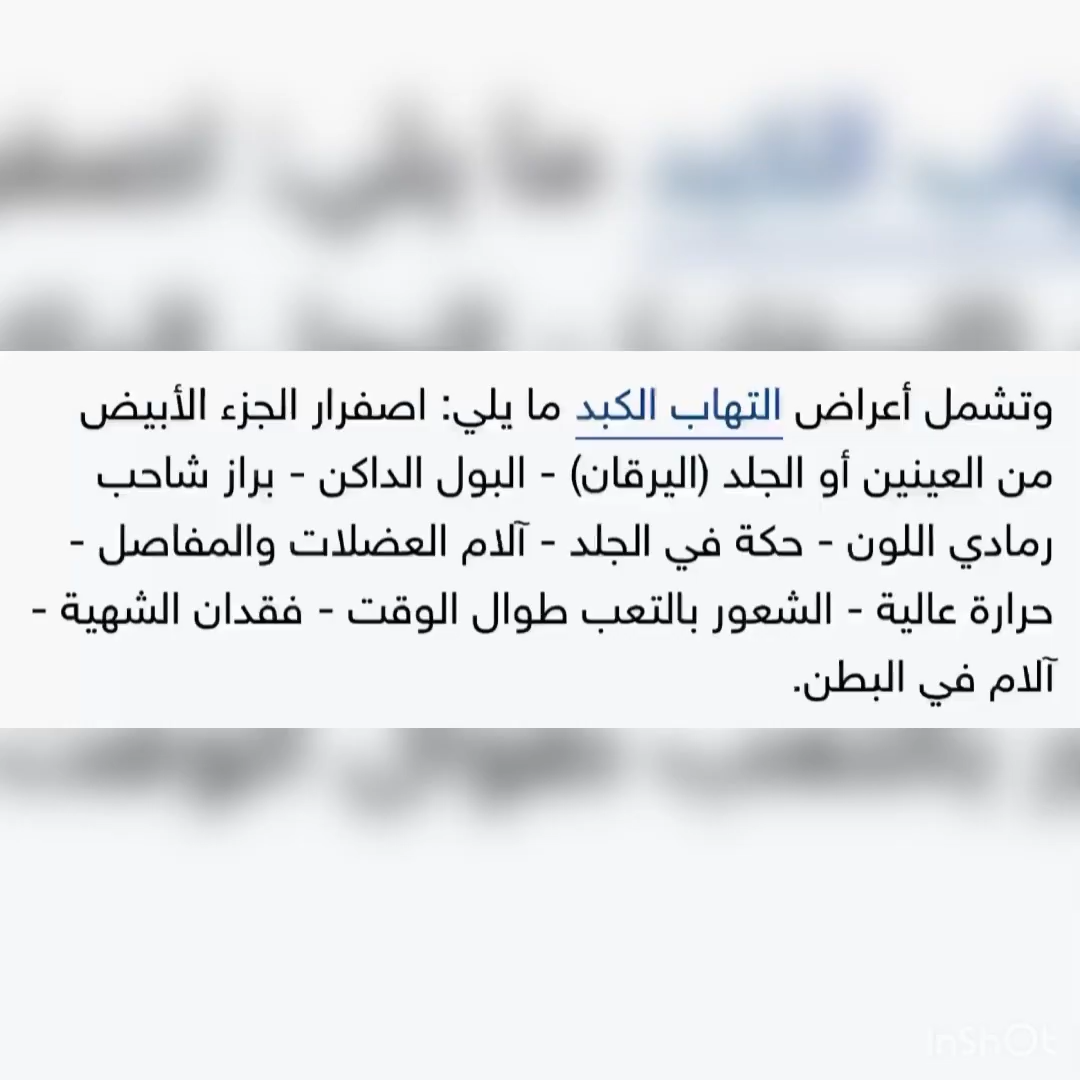 وتشمل أعراض التهاب الكبد ما يلي: اصفرار الجزء الأبيض
من العينين أو الجلد (اليرقان) - البول الداكن - براز شاحب
رمادي اللون - حكة في الجلد - آلام العضلات والمفاصل -
حرارة عالية - الشعور بالتعب طوال الوقت - فقدان الشهية -
آلام في البطن.
InShOt